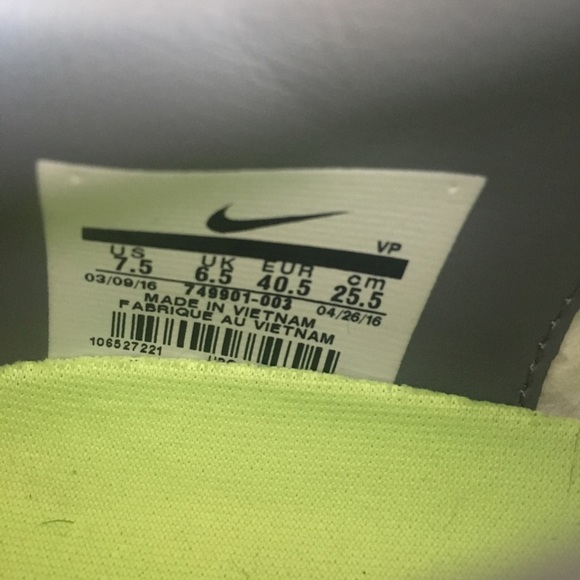 VP
US UK EUR cm
7.5 6.5 40.5 25.5
03/09/16 749901-003 04/26/16
MADE IN VIETNAM
FABRIQUE AU VIETNAM
106527221